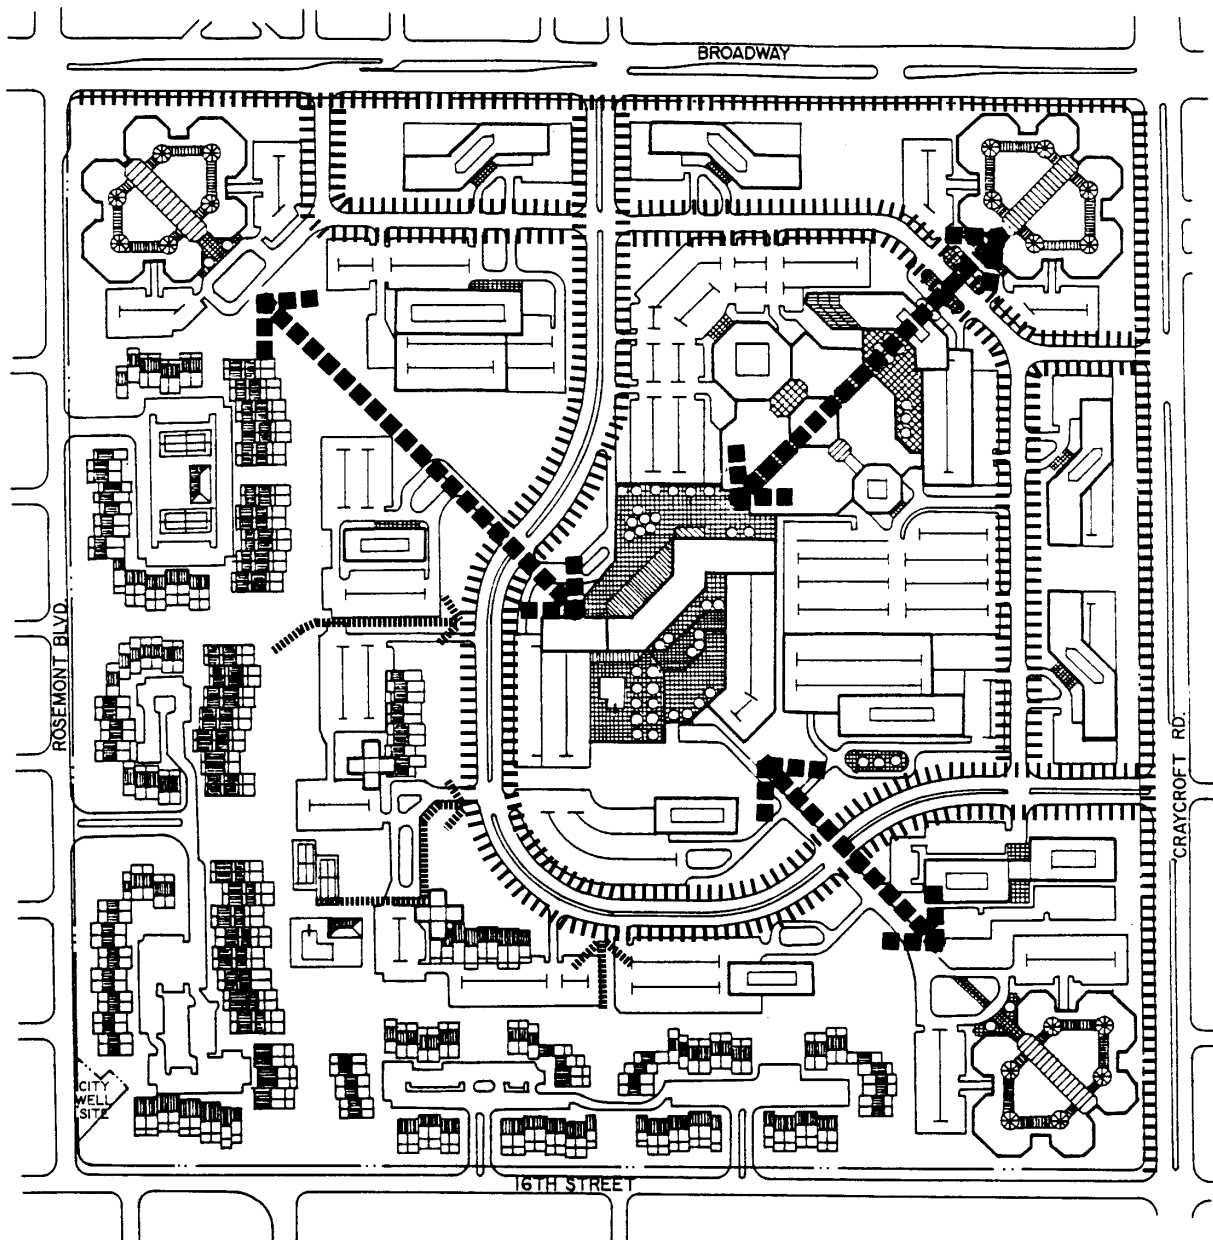 BROADWAY
ROSEMONT BLVD.
CRAYCROFT RD.
CITY
WELL
SITE
16TH STREET